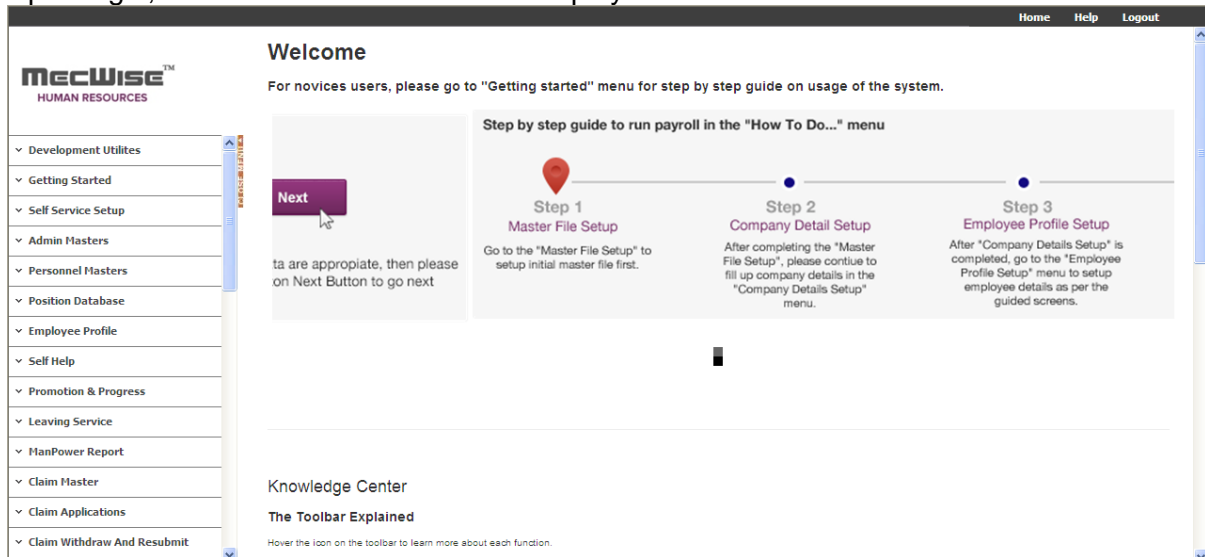 Home Help Logout
MECWISE™
HUMAN RESOURCES
Development Utilites
Getting Started
Self Service Setup
Admin Masters
Personnel Masters
Position Database
Employee Profile
Self Help
Promotion & Progress
Leaving Service
ManPower Report
Claim Master
Claim Applications
Claim Withdraw And Resubmit
CLOSE MENU
Welcome
For novices users, please go to "Getting started" menu for step by step guide on usage of the system.
Next
ta are appropiate, then please
on Next Button to go next
Step by step guide to run payroll in the "How To Do..." menu
Step 1
Master File Setup
Go to the "Master File Setup" to
setup initial master file first.
Step 2
Company Detail Setup
After completing the "Master
File Setup", please contiue to
fill up company details in the
"Company Details Setup"
menu.
Step 3
Employee Profile Setup
After "Company Details Setup" is
completed, go to the "Employee
Profile Setup" menu to setup
employee details as per the
guided screens.
Knowledge Center
The Toolbar Explained
Hover the icon on the toolbar to learn more about each function.